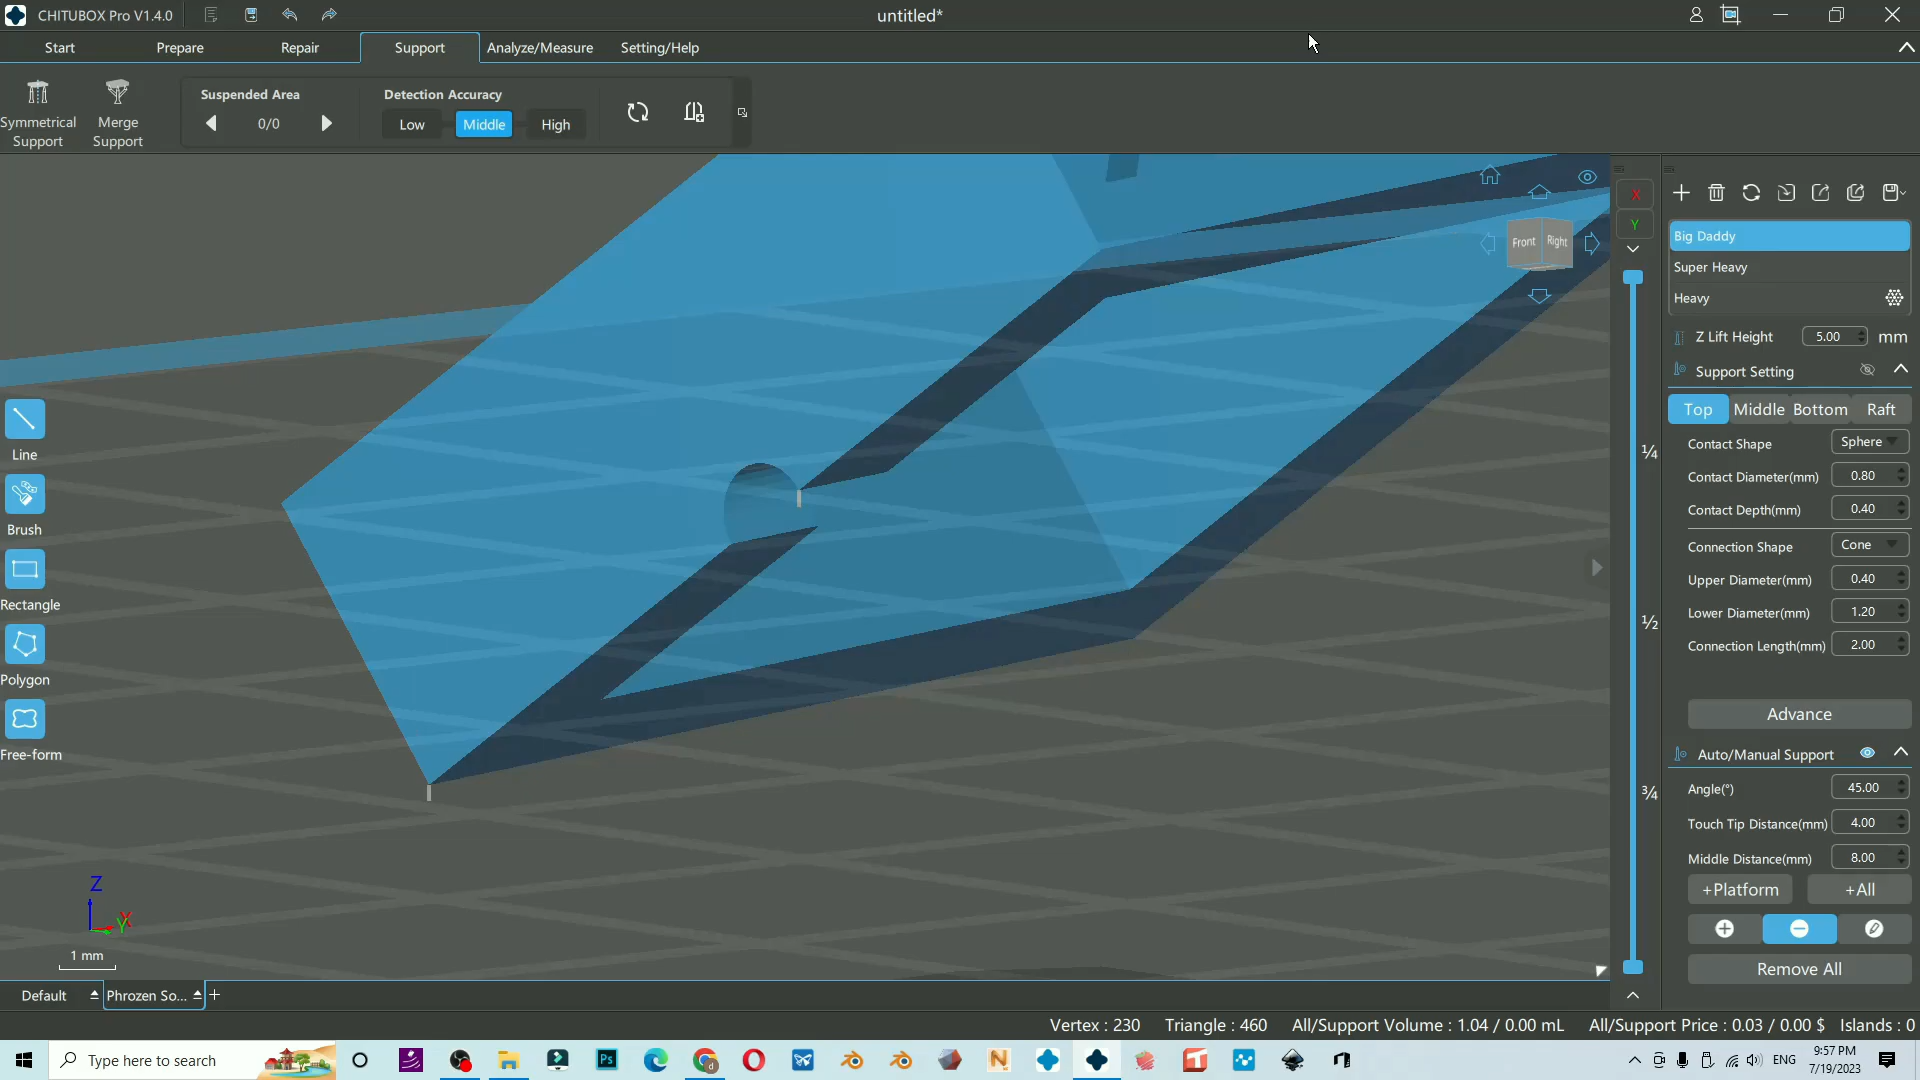 CHITUBOX Pro V1.4.0
untitled*
Start
Prepare
Repair
Support
Analyze/Measure
Setting/Help
Symmetrical
Support
Merge
Support
Suspended Area
0/0
Detection Accuracy
Low
Middle
High
Front
Right
X
Y
Line
Brush
Rectangle
Polygon
Free-form
¼
½
¾
Big Daddy
Super Heavy
Heavy
Z Lift Height 5.00 mm
Support Setting
Top Middle Bottom Raft
Contact Shape Sphere
Contact Diameter(mm) 0.80
Contact Depth(mm) 0.40
Connection Shape Cone
Upper Diameter(mm) 0.40
Lower Diameter(mm) 1.20
Connection Length(mm) 2.00
Advance
Auto/Manual Support
Angle(°) 45.00
Touch Tip Distance(mm) 4.00
Middle Distance(mm) 8.00
+Platform +All
Remove All
Z
X
Y
1 mm
Default
Phrozen So...
Vertex : 230 Triangle : 460 All/Support Volume : 1.04 / 0.00 mL All/Support Price : 0.03 / 0.00 $ Islands : 0
Type here to search
Ps
N
T
ENG
9:57 PM
7/19/2023